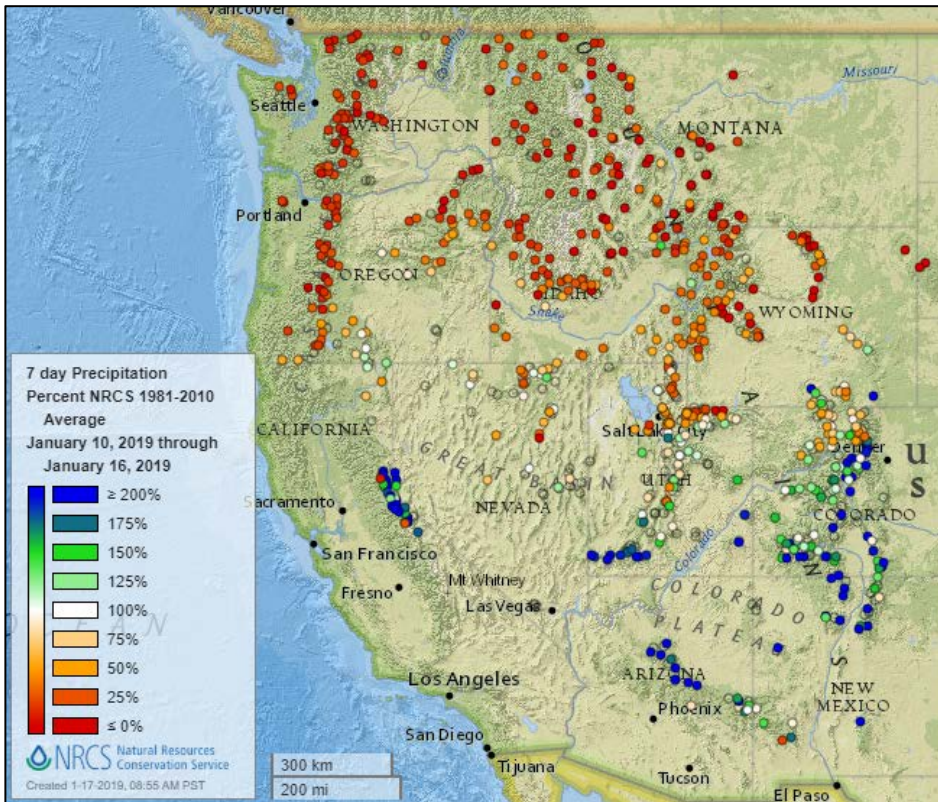 Vancouver
Columbia
Missouri
Seattle
WASHINGTON
MONTANA
Portland
OREGON
IDAHO
Snake
WYOMING
7 day Precipitation
Percent NRCS 1981-2010
Average
January 10, 2019 through
January 16, 2019
≥ 200%
175%
150%
125%
100%
75%
50%
25%
≤ 0%
NRCS Natural Resources
Conservation Service
Created 1-17-2019, 08:55 AM PST
CALIFORNIA
Salt Lake City
GREAT BASIN
UTCH
Denver
U
S
Sacramento
NEVADA
COLORADO
San Francisco
Colorado
Mt Whitney
Fresno
Las Vegas
COLORADO
PLATEA
Los Angeles
ARIZONA
NEW
MEXICO
Phoenix
San Diego
Tijuana
Tucson
El Paso
300 km
200 mi